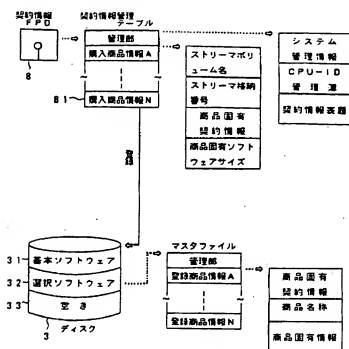 契約情報
FPD
8
契約情報管理
テーブル
管理部
購入商品情報A
81
購入商品情報N
ストリーマボリ
ューム名
ストリーマ格納
番号
商品固有
契約情報
商品固有ソフト
ウェアサイズ
システム
管理情報
CPU-ID
管理簿
契約情報表題
31
基本ソフトウェア
32
選択ソフトウェア
33
空き
3
ディスク
マスタファイル
管理部
登録商品情報A
登録商品情報N
商品固有
契約情報
商品名称
商品固有情報